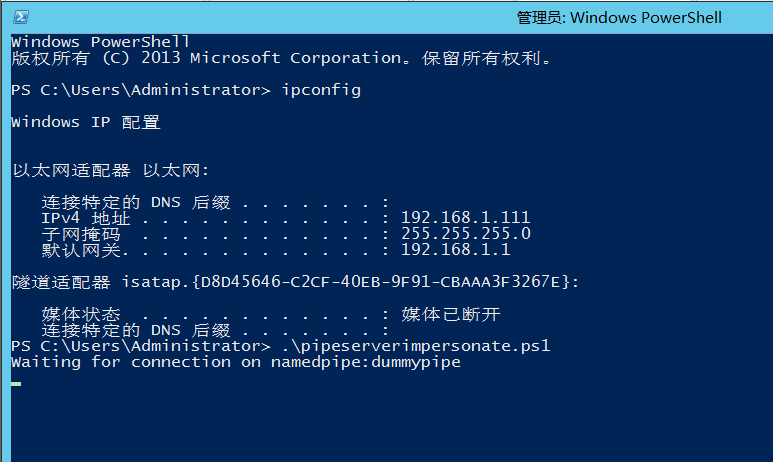 管理员: Windows PowerShell
Windows PowerShell
版权所有 (C) 2013 Microsoft Corporation。保留所有权利。
PS C:\Users\Administrator> ipconfig
Windows IP 配置
以太网适配器 以太网:
连接特定的 DNS 后缀 . . . . . . . :
IPv4 地址 . . . . . . . . . . . . : 192.168.1.111
子网掩码  . . . . . . . . . . . . : 255.255.255.0
默认网关. . . . . . . . . . . . . : 192.168.1.1
隧道适配器 isatap.{D8D45646-C2CF-40EB-9F91-CBAAA3F3267E}:
媒体状态  . . . . . . . . . . . . : 媒体已断开
连接特定的 DNS 后缀 . . . . . . . :
PS C:\Users\Administrator> .\pipeserverimpersonate.ps1
Waiting for connection on namedpipe:dummypipe